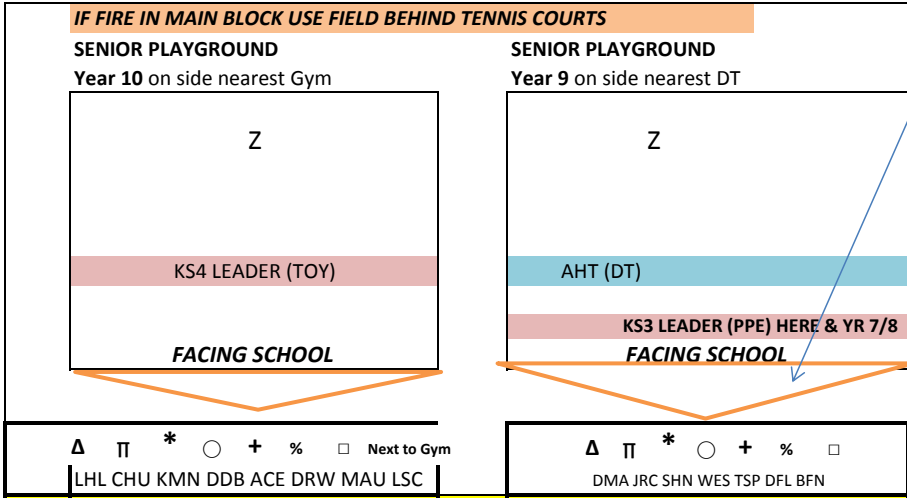 IF FIRE IN MAIN BLOCK USE FIELD BEHIND TENNIS COURTS
SENIOR PLAYGROUND
Year 10 on side nearest Gym
Z
KS4 LEADER (TOY)
FACING SCHOOL
Δ π * ○ + % □ Next to Gym
LHL CHU KMN DDB ACE DRW MAU LSC
SENIOR PLAYGROUND
Year 9 on side nearest DT
Z
AHT (DT)
KS3 LEADER (PPE) HERE & YR 7/8
FACING SCHOOL
Δ π * ○ + % □
DMA JRC SHN WES TSP DFL BFN